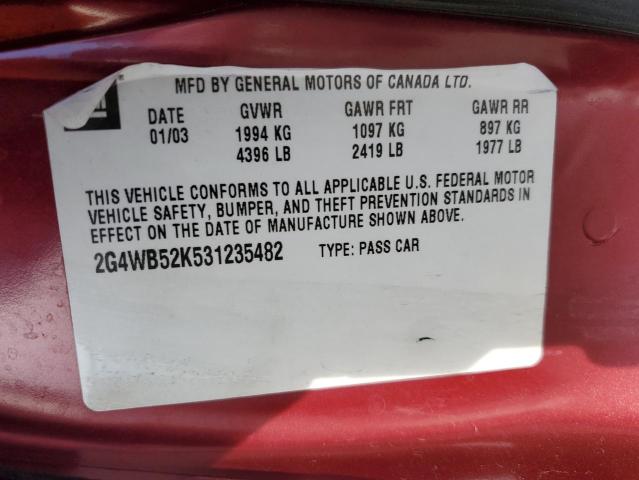 MFD BY GENERAL MOTORS OF CANADA LTD.
DATE GVWR GAWR FRT GAWR RR
01/03 1994 KG 1097 KG 897 KG
4396 LB 2419 LB 1977 LB
THIS VEHICLE CONFORMS TO ALL APPLICABLE U.S. FEDERAL MOTOR
VEHICLE SAFETY, BUMPER, AND THEFT PREVENTION STANDARDS IN
EFFECT ON THE DATE OF MANUFACTURE SHOWN ABOVE.
2G4WB52K531235482 TYPE: PASS CAR